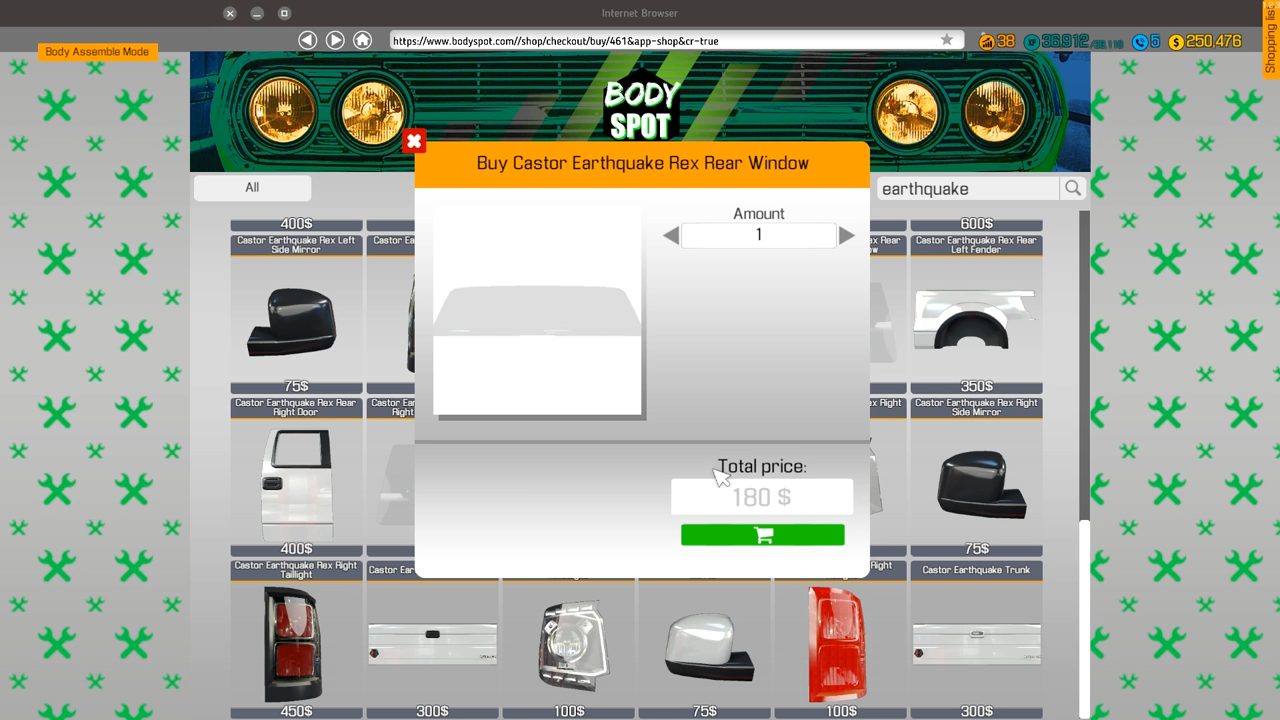 Internet Browser
Body Assemble Mode
https://www.bodyspot.com//shop/checkout/buy/461&app-shop&cr-true
38
36,912
5
250,476
Shopping list
BODY
SPOT
Buy Castor Earthquake Rex Rear Window
All
earthquake
Amount
1
400$
600$
Castor Earthquake Rex Left
Side Mirror
Castor Earthquake Rex Rear
Left Fender
75$
350$
Castor Earthquake Rex Rear
Right Door
Castor Earthquake Rex Right
Side Mirror
Total price:
180 $
400$
75$
Castor Earthquake Rex Right
Taillight
Castor Earthquake Trunk
450$
300$
100$
75$
100$
300$